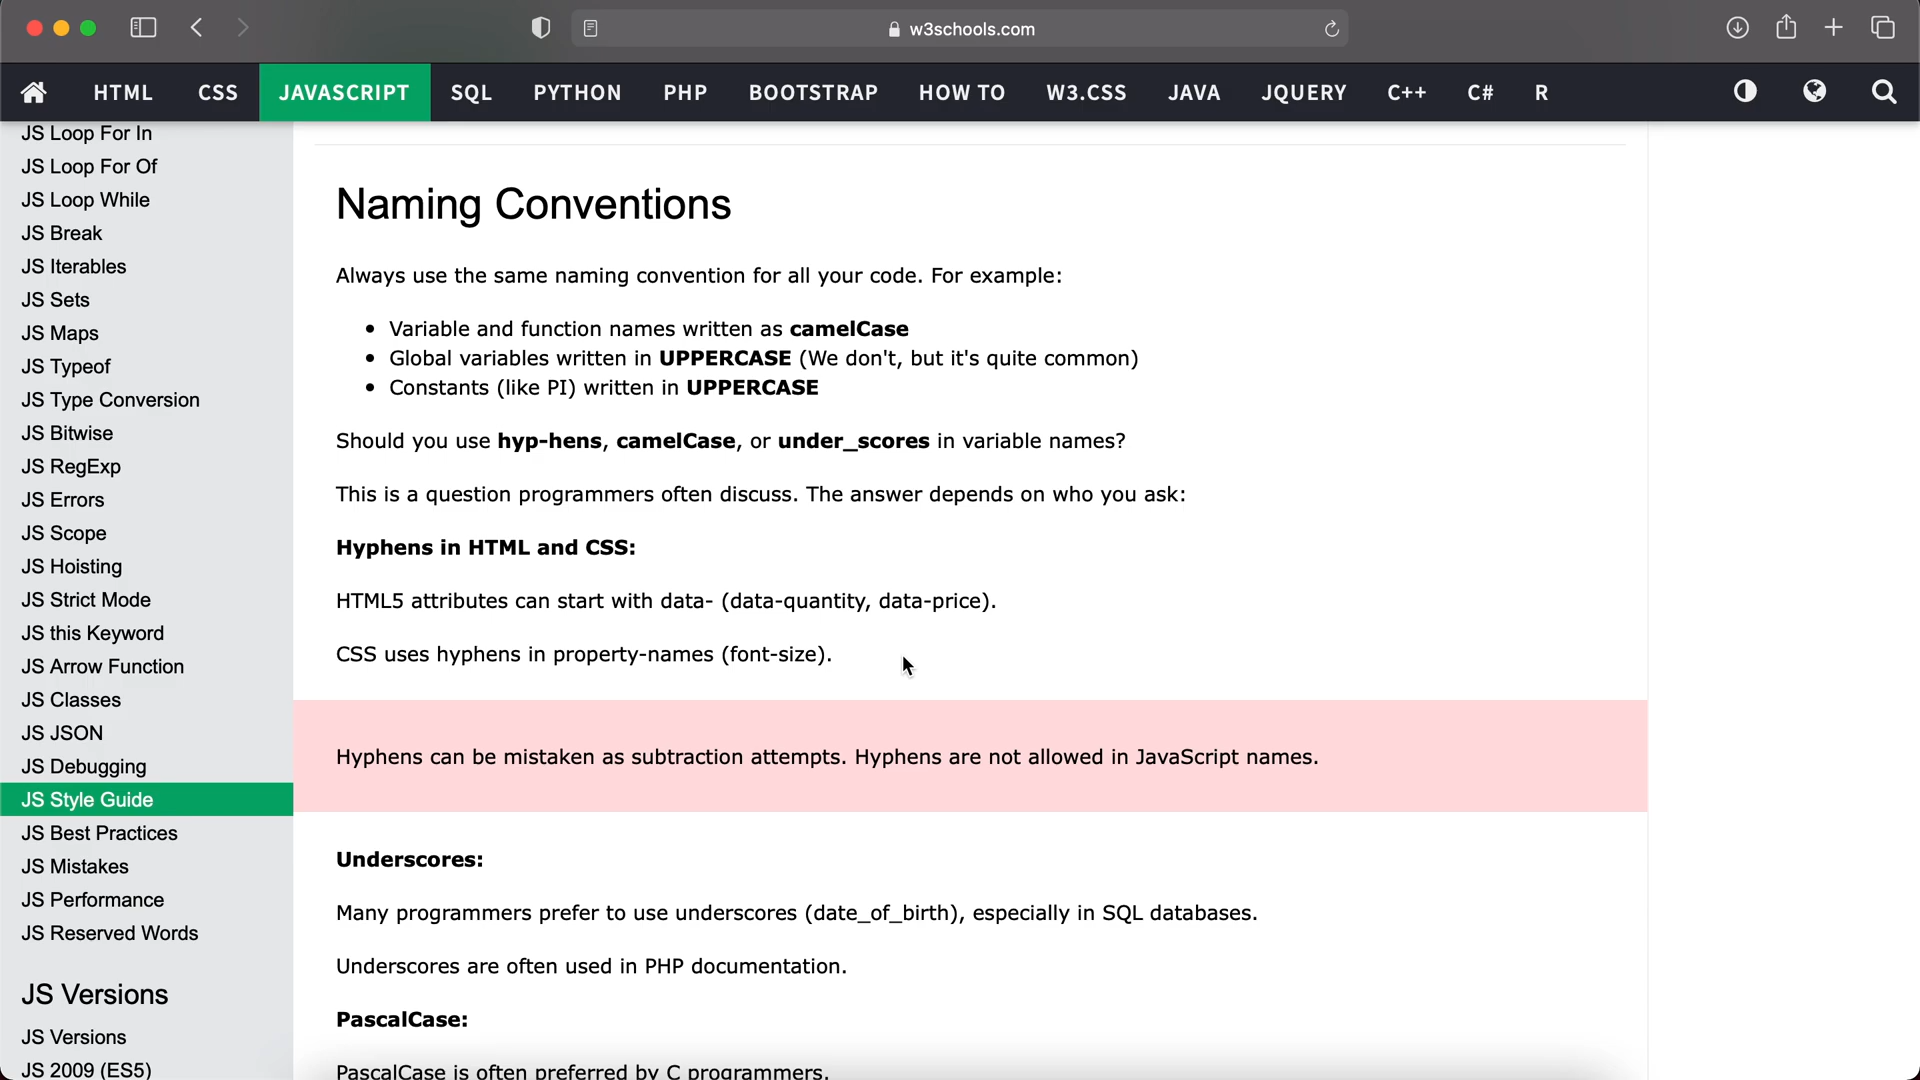 w3schools.com
HTML CSS JAVASCRIPT SQL PYTHON PHP BOOTSTRAP HOW TO W3.CSS JAVA JQUERY C++ C# R
JS Loop For In
JS Loop For Of
JS Loop While
JS Break
JS Iterables
JS Sets
JS Maps
JS Typeof
JS Type Conversion
JS Bitwise
JS RegExp
JS Errors
JS Scope
JS Hoisting
JS Strict Mode
JS this Keyword
JS Arrow Function
JS Classes
JS JSON
JS Debugging
JS Style Guide
JS Best Practices
JS Mistakes
JS Performance
JS Reserved Words
JS Versions
JS Versions
JS 2009 (ES5)
Naming Conventions
Always use the same naming convention for all your code. For example:
• Variable and function names written as camelCase
• Global variables written in UPPERCASE (We don't, but it's quite common)
• Constants (like PI) written in UPPERCASE
Should you use hyp-hens, camelCase, or under_scores in variable names?
This is a question programmers often discuss. The answer depends on who you ask:
Hyphens in HTML and CSS:
HTML5 attributes can start with data- (data-quantity, data-price).
CSS uses hyphens in property-names (font-size).
Hyphens can be mistaken as subtraction attempts. Hyphens are not allowed in JavaScript names.
Underscores:
Many programmers prefer to use underscores (date_of_birth), especially in SQL databases.
Underscores are often used in PHP documentation.
PascalCase:
PascalCase is often preferred by C programmers.